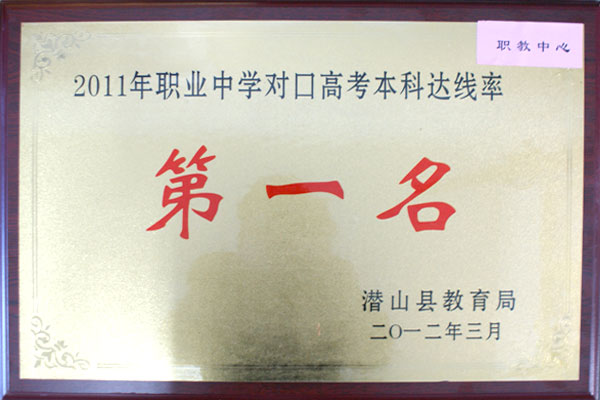 职教中心
2011年职业中学对口高考本科达线率
第一名
潜山县教育局
二〇一二年三月